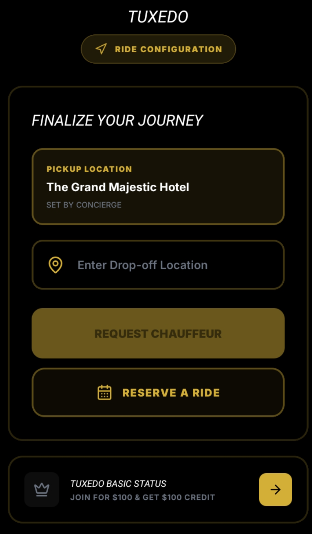 TUXEDO
RIDE CONFIGURATION
FINALIZE YOUR JOURNEY
PICKUP LOCATION
The Grand Majestic Hotel
SET BY CONCIERGE
Enter Drop-off Location
REQUEST CHAUFFEUR
RESERVE A RIDE
TUXEDO BASIC STATUS
JOIN FOR $100 & GET $100 CREDIT